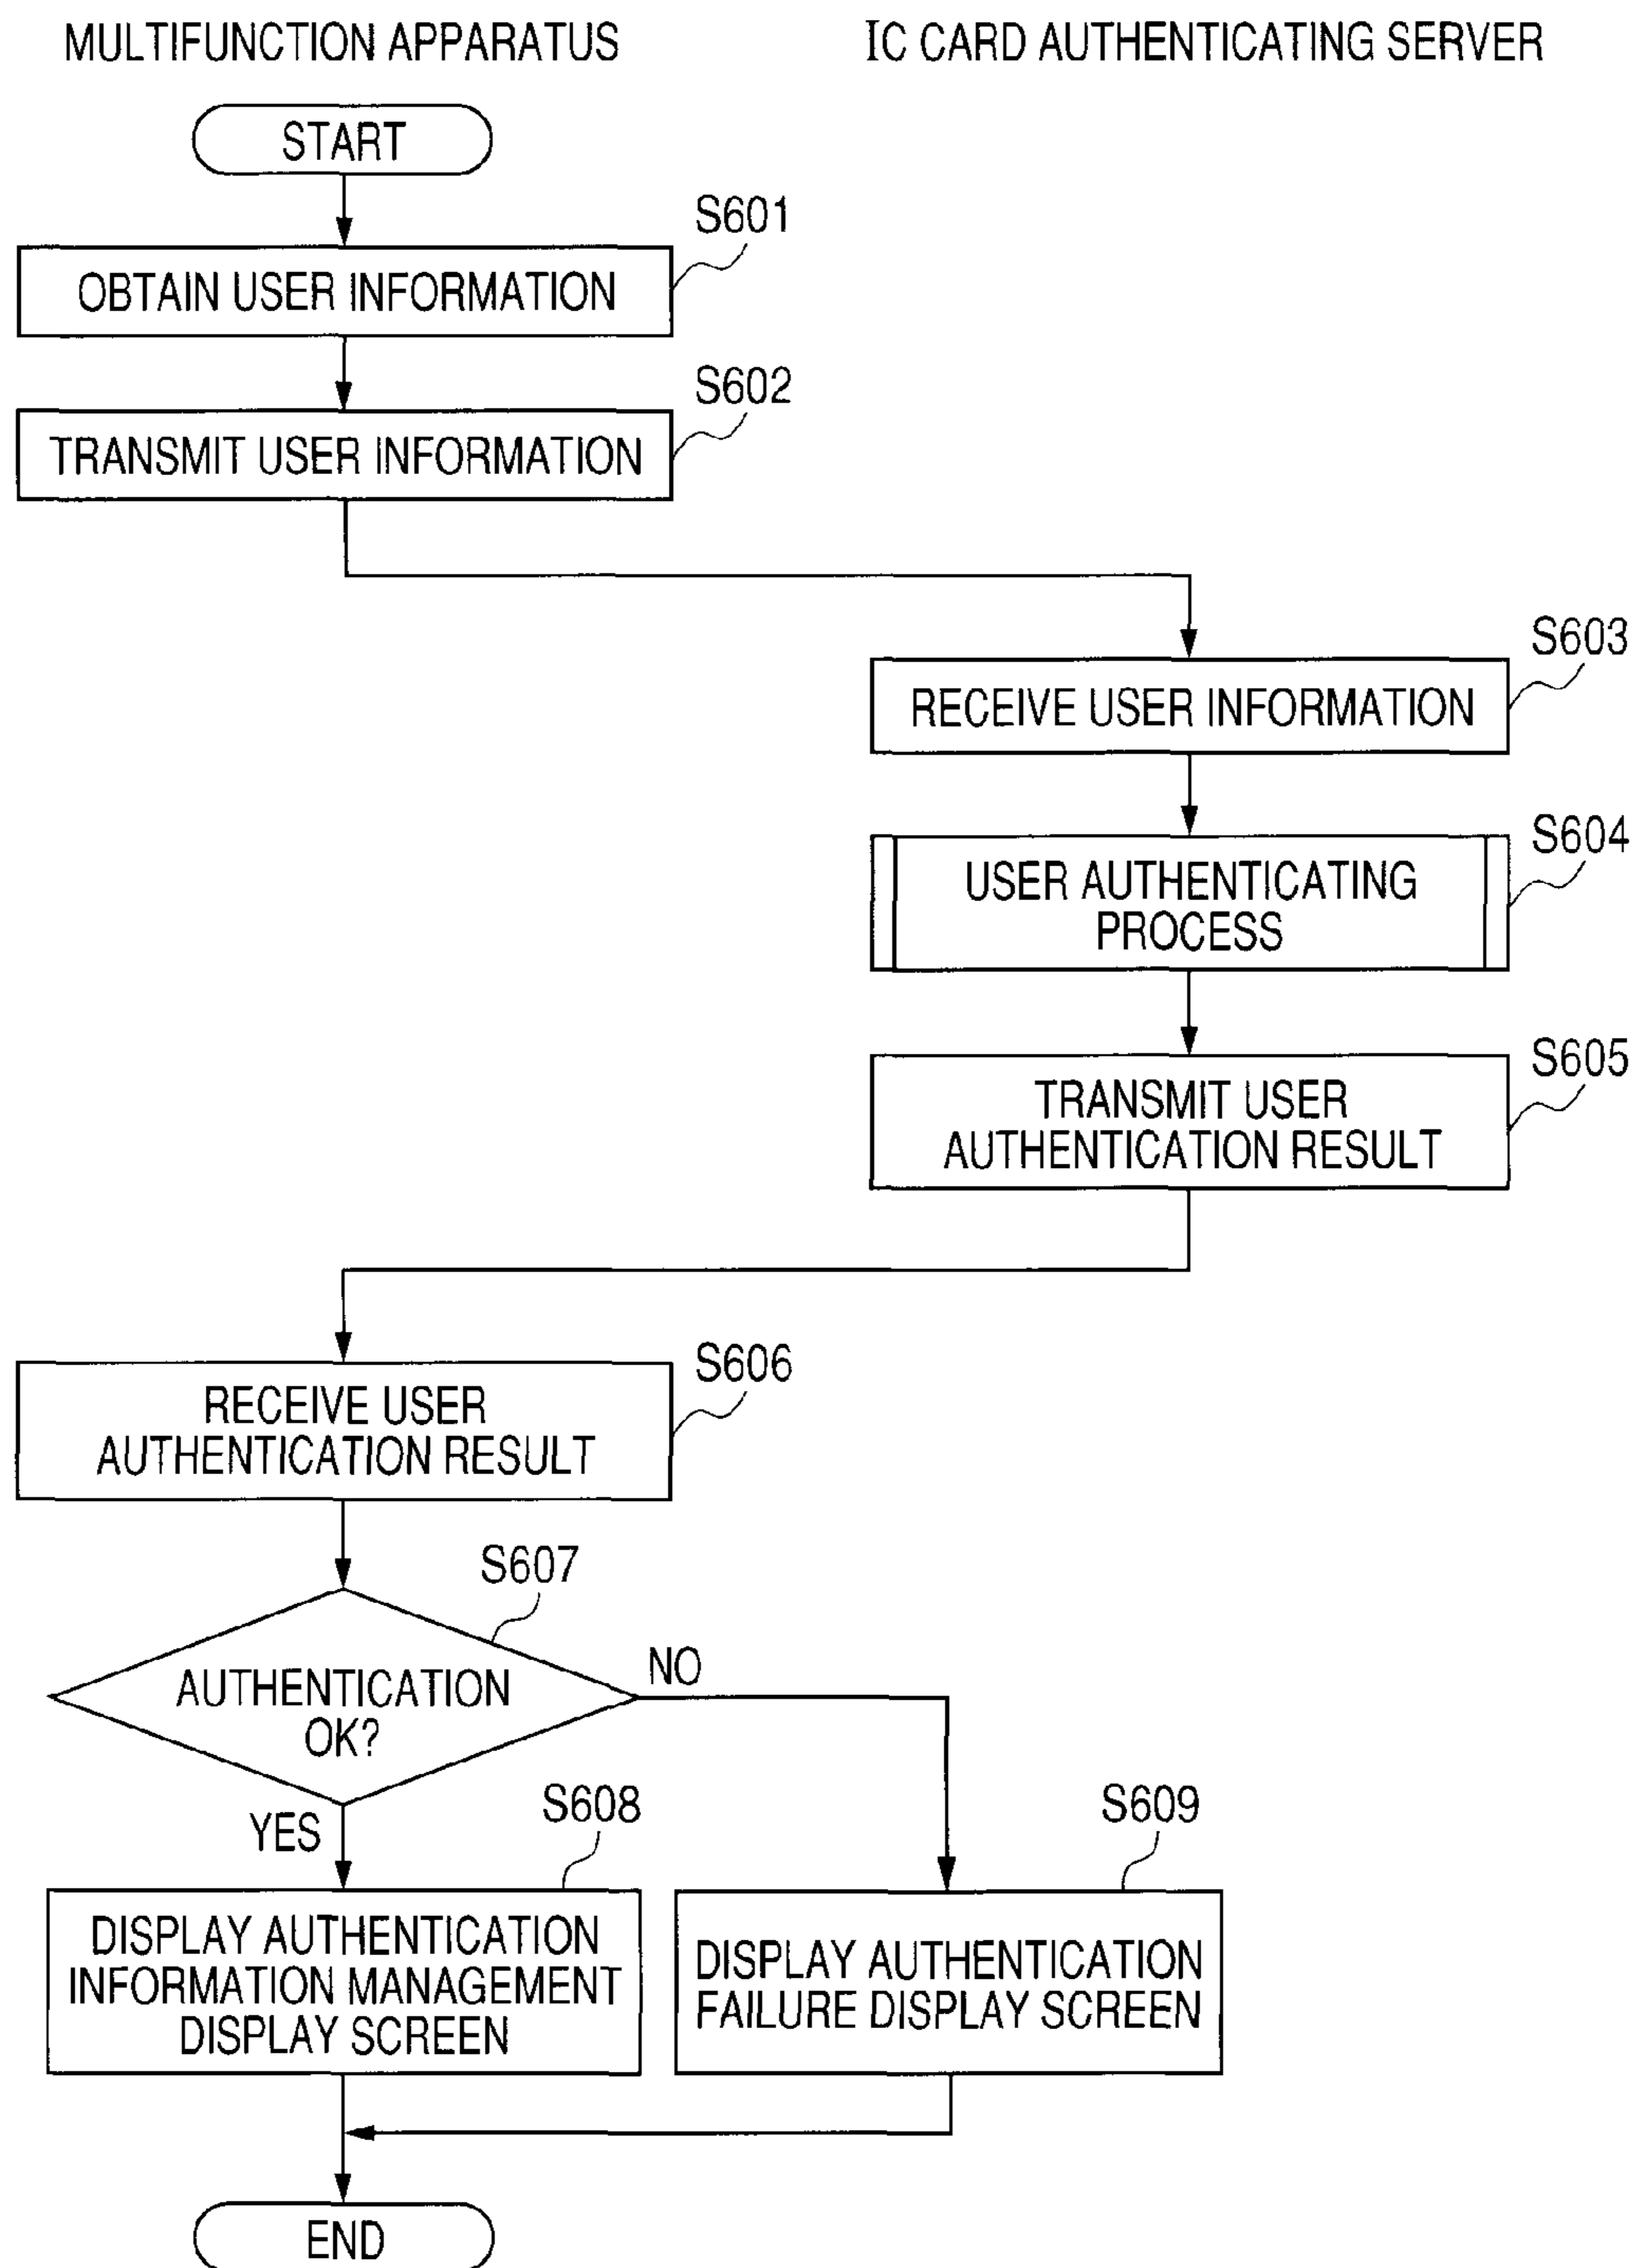 MULTIFUNCTION APPARATUS
IC CARD AUTHENTICATING SERVER
START
S601
OBTAIN USER INFORMATION
S602
TRANSMIT USER INFORMATION
S603
RECEIVE USER INFORMATION
S604
USER AUTHENTICATING
PROCESS
S605
TRANSMIT USER
AUTHENTICATION RESULT
S606
RECEIVE USER
AUTHENTICATION RESULT
S607
AUTHENTICATION
OK?
NO
YES
S608
DISPLAY AUTHENTICATION
INFORMATION MANAGEMENT
DISPLAY SCREEN
S609
DISPLAY AUTHENTICATION
FAILURE DISPLAY SCREEN
END